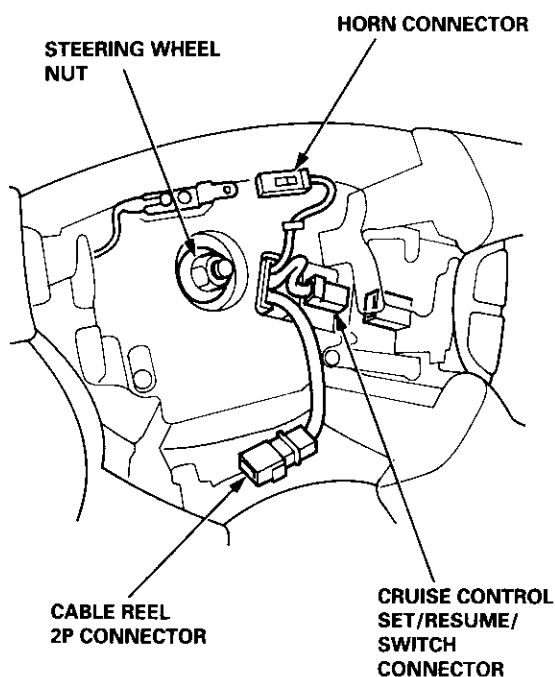 HORN CONNECTOR
STEERING WHEEL
NUT
CABLE REEL
2P CONNECTOR
CRUISE CONTROL
SET/RESUME/
SWITCH
CONNECTOR